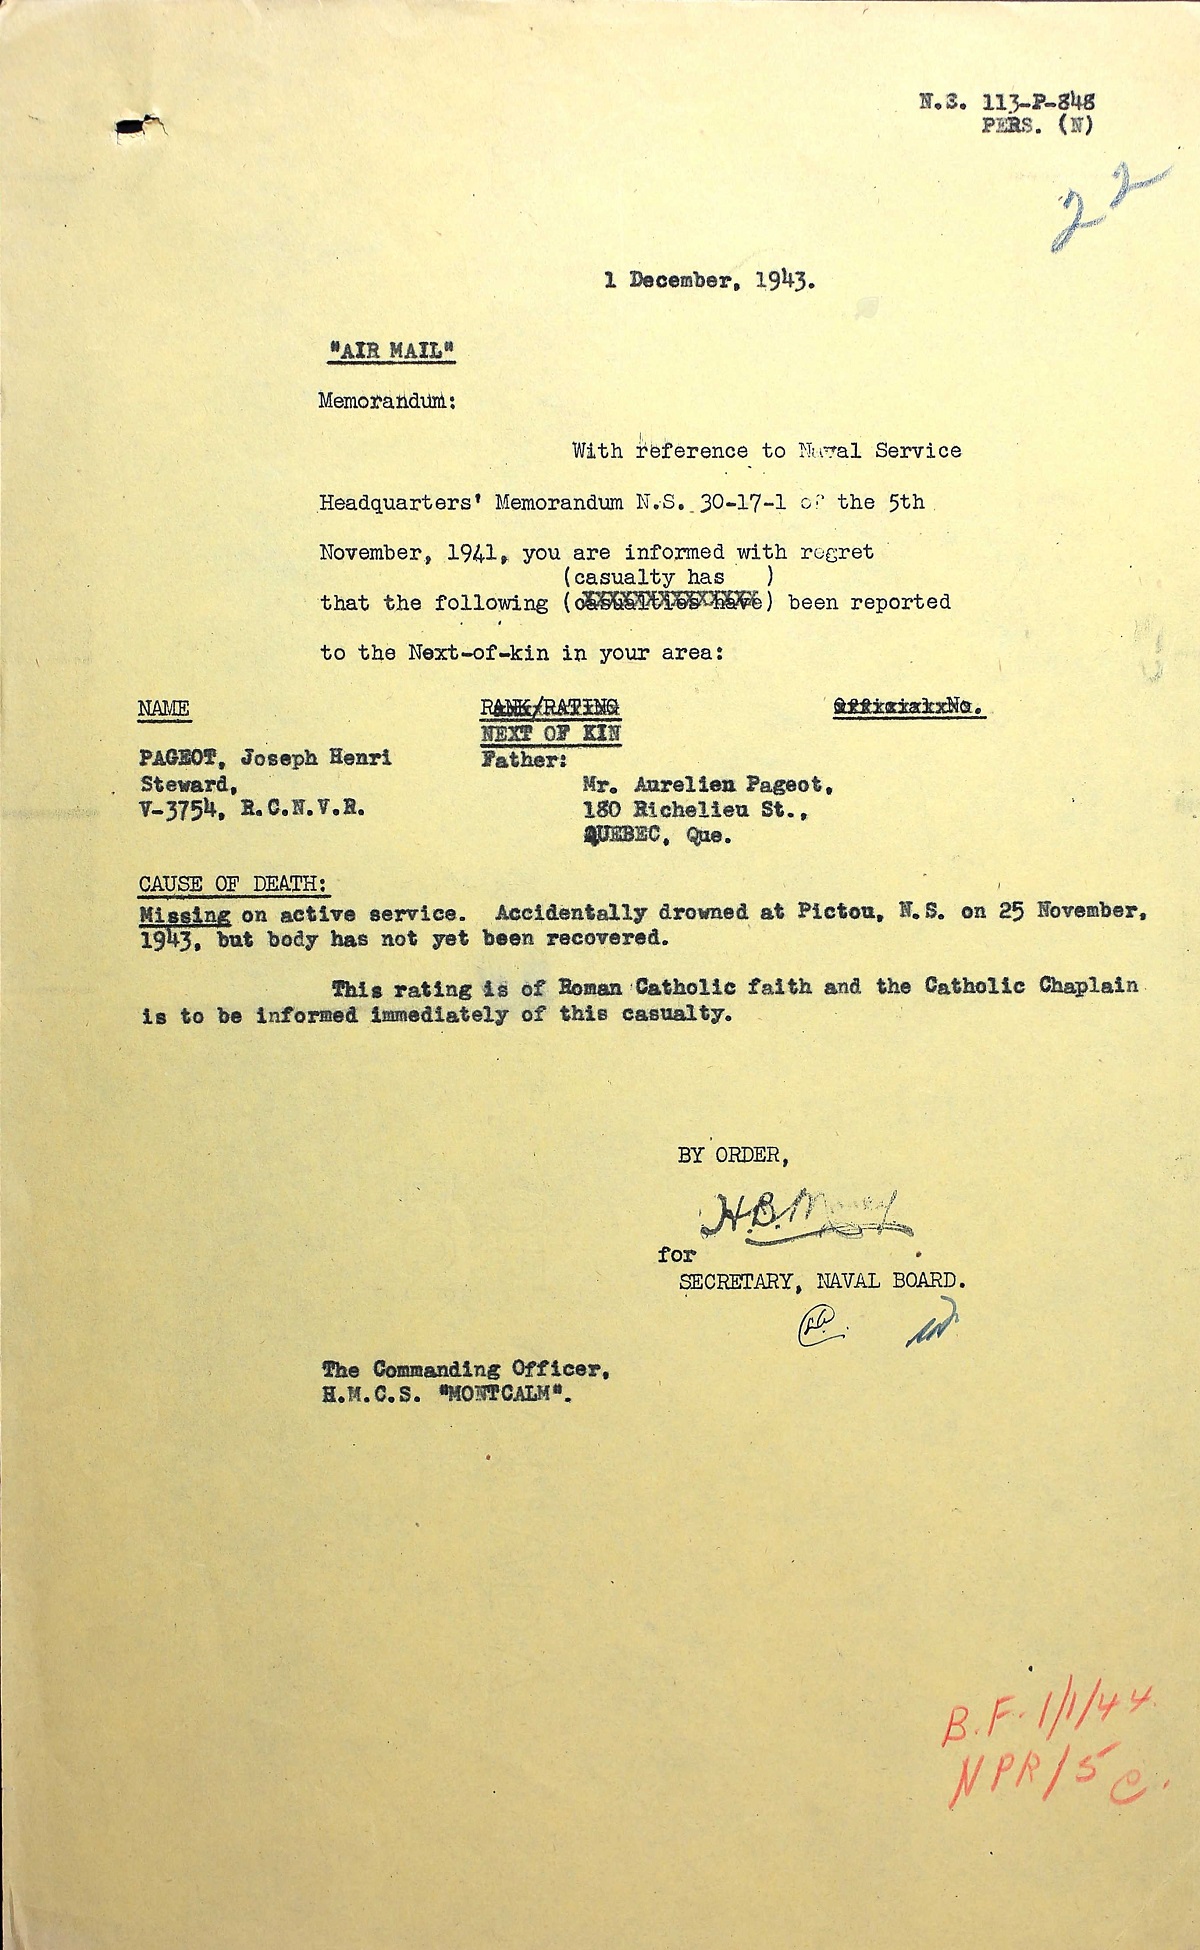 N.S. 113-P-848
PERS. (N)
22
1 December, 1943.
"AIR MAIL"
Memorandum:
With reference to Naval Service
Headquarters' Memorandum N.S. 30-17-1 of the 5th
November, 1941, you are informed with regret
(casualty has )
that the following (casualties have) been reported
to the Next-of-kin in your area:
NAME RANK/RATING Official No.
NEXT OF KIN
PAGEOT, Joseph Henri Father:
Steward, Mr. Aurelien Pageot,
V-3754, R.C.N.V.R. 180 Richelieu St.,
QUEBEC, Que.
CAUSE OF DEATH:
Missing on active service. Accidentally drowned at Pictou, N.S. on 25 November,
1943, but body has not yet been recovered.
This rating is of Roman Catholic faith and the Catholic Chaplain
is to be informed immediately of this casualty.
BY ORDER,
H.B. Money
for
SECRETARY, NAVAL BOARD.
The Commanding Officer,
H.M.C.S. "MONTCALM".
B.F. 1/1/44
NPR/5 C.